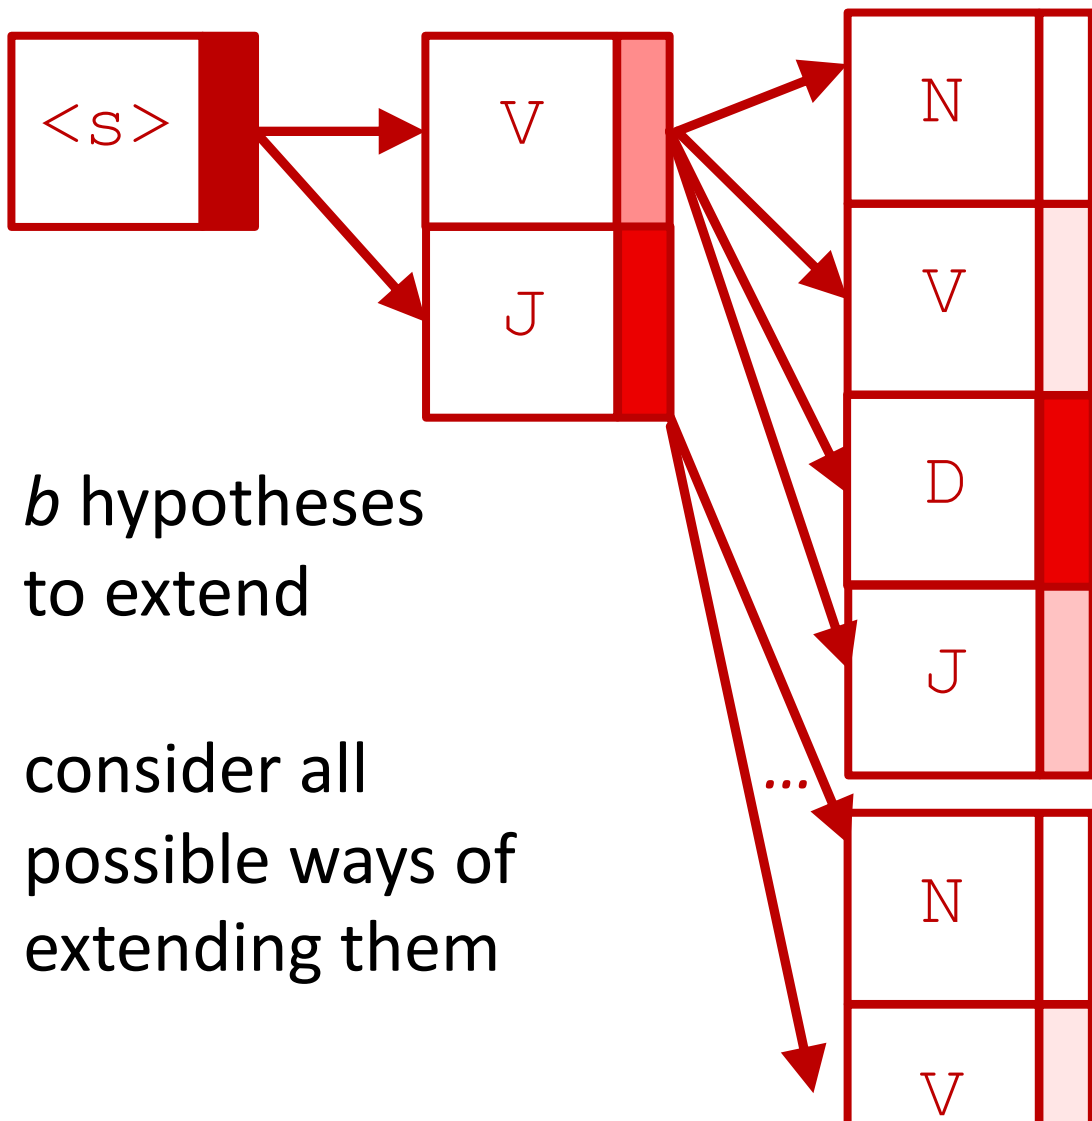 <s>
V
J
N
V
D
J
b hypotheses
to extend
consider all
possible ways of
extending them
...
N
V